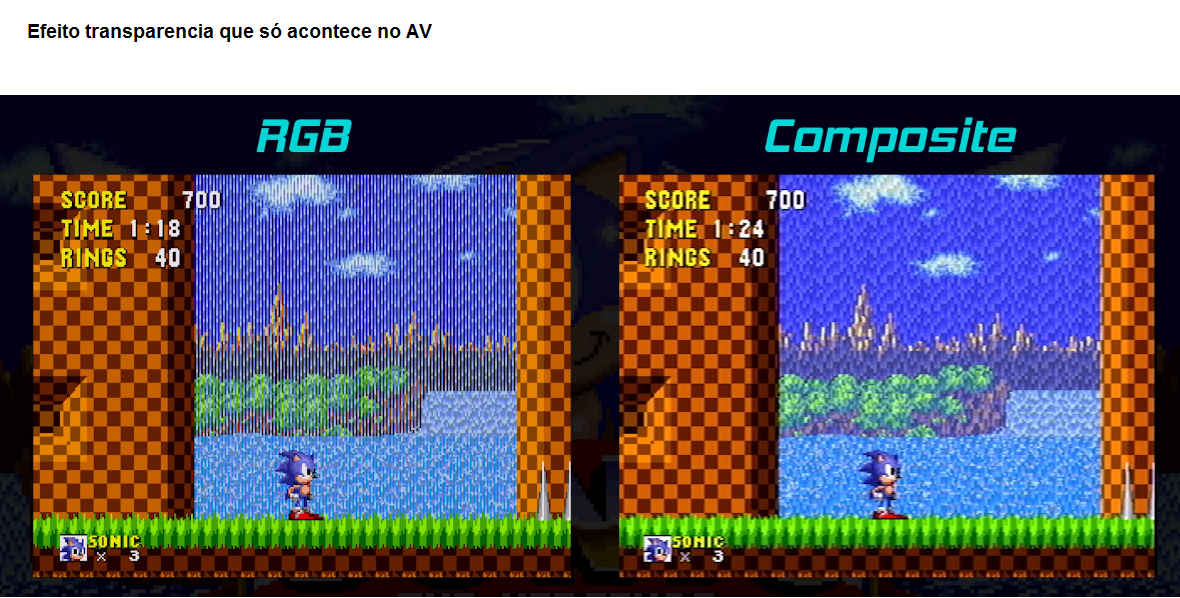 Efeito transparencia que só acontece no AV
RGB
Composite
SCORE 700
TIME 1:18
RINGS 40
SONIC
x 3
SCORE 700
TIME 1:24
RINGS 40
SONIC
x 3